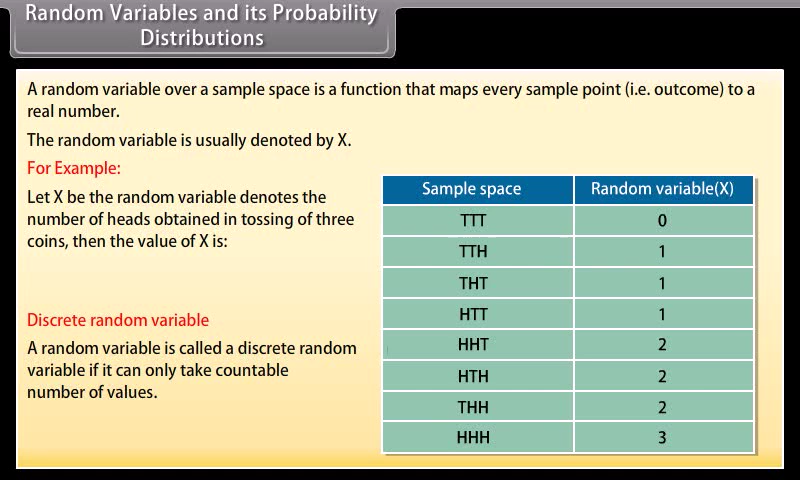 Random Variables and its Probability
Distributions
A random variable over a sample space is a function that maps every sample point (i.e. outcome) to a
real number.
The random variable is usually denoted by X.
For Example:
Let X be the random variable denotes the
number of heads obtained in tossing of three
coins, then the value of X is:
Discrete random variable
A random variable is called a discrete random
variable if it can only take countable
number of values.
Sample space Random variable(X)
TTT 0
TTH 1
THT 1
HTT 1
HHT 2
HTH 2
THH 2
HHH 3